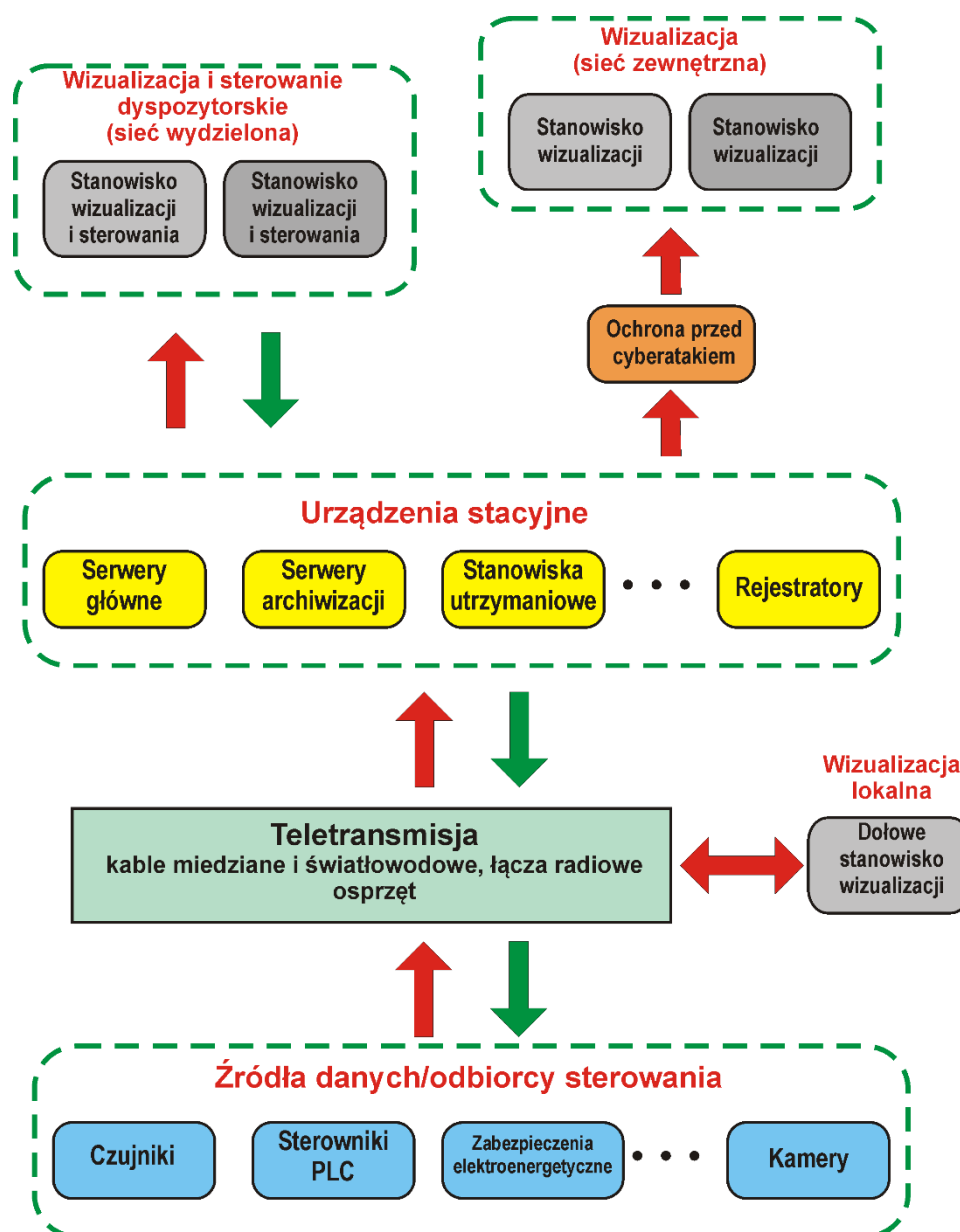 Wizualizacja i sterowanie
dyspozytorskie
(sieć wydzielona)
Stanowisko
wizualizacji
i sterowania
Stanowisko
wizualizacji
i sterowania
Wizualizacja
(sieć zewnętrzna)
Stanowisko
wizualizacji
Stanowisko
wizualizacji
Ochrona przed
cyberatakiem
Urządzenia stacyjne
Serwery
główne
Serwery
archiwizacji
Stanowiska
utrzymaniowe
• • •
Rejestratory
Teletransmisja
kable miedziane i światłowodowe, łącza radiowe
osprzęt
Wizualizacja
lokalna
Dołowe
stanowisko
wizualizacji
Źródła danych/odbiorcy sterowania
Czujniki
Sterowniki
PLC
Zabezpieczenia
elektroenergetyczne
• • •
Kamery